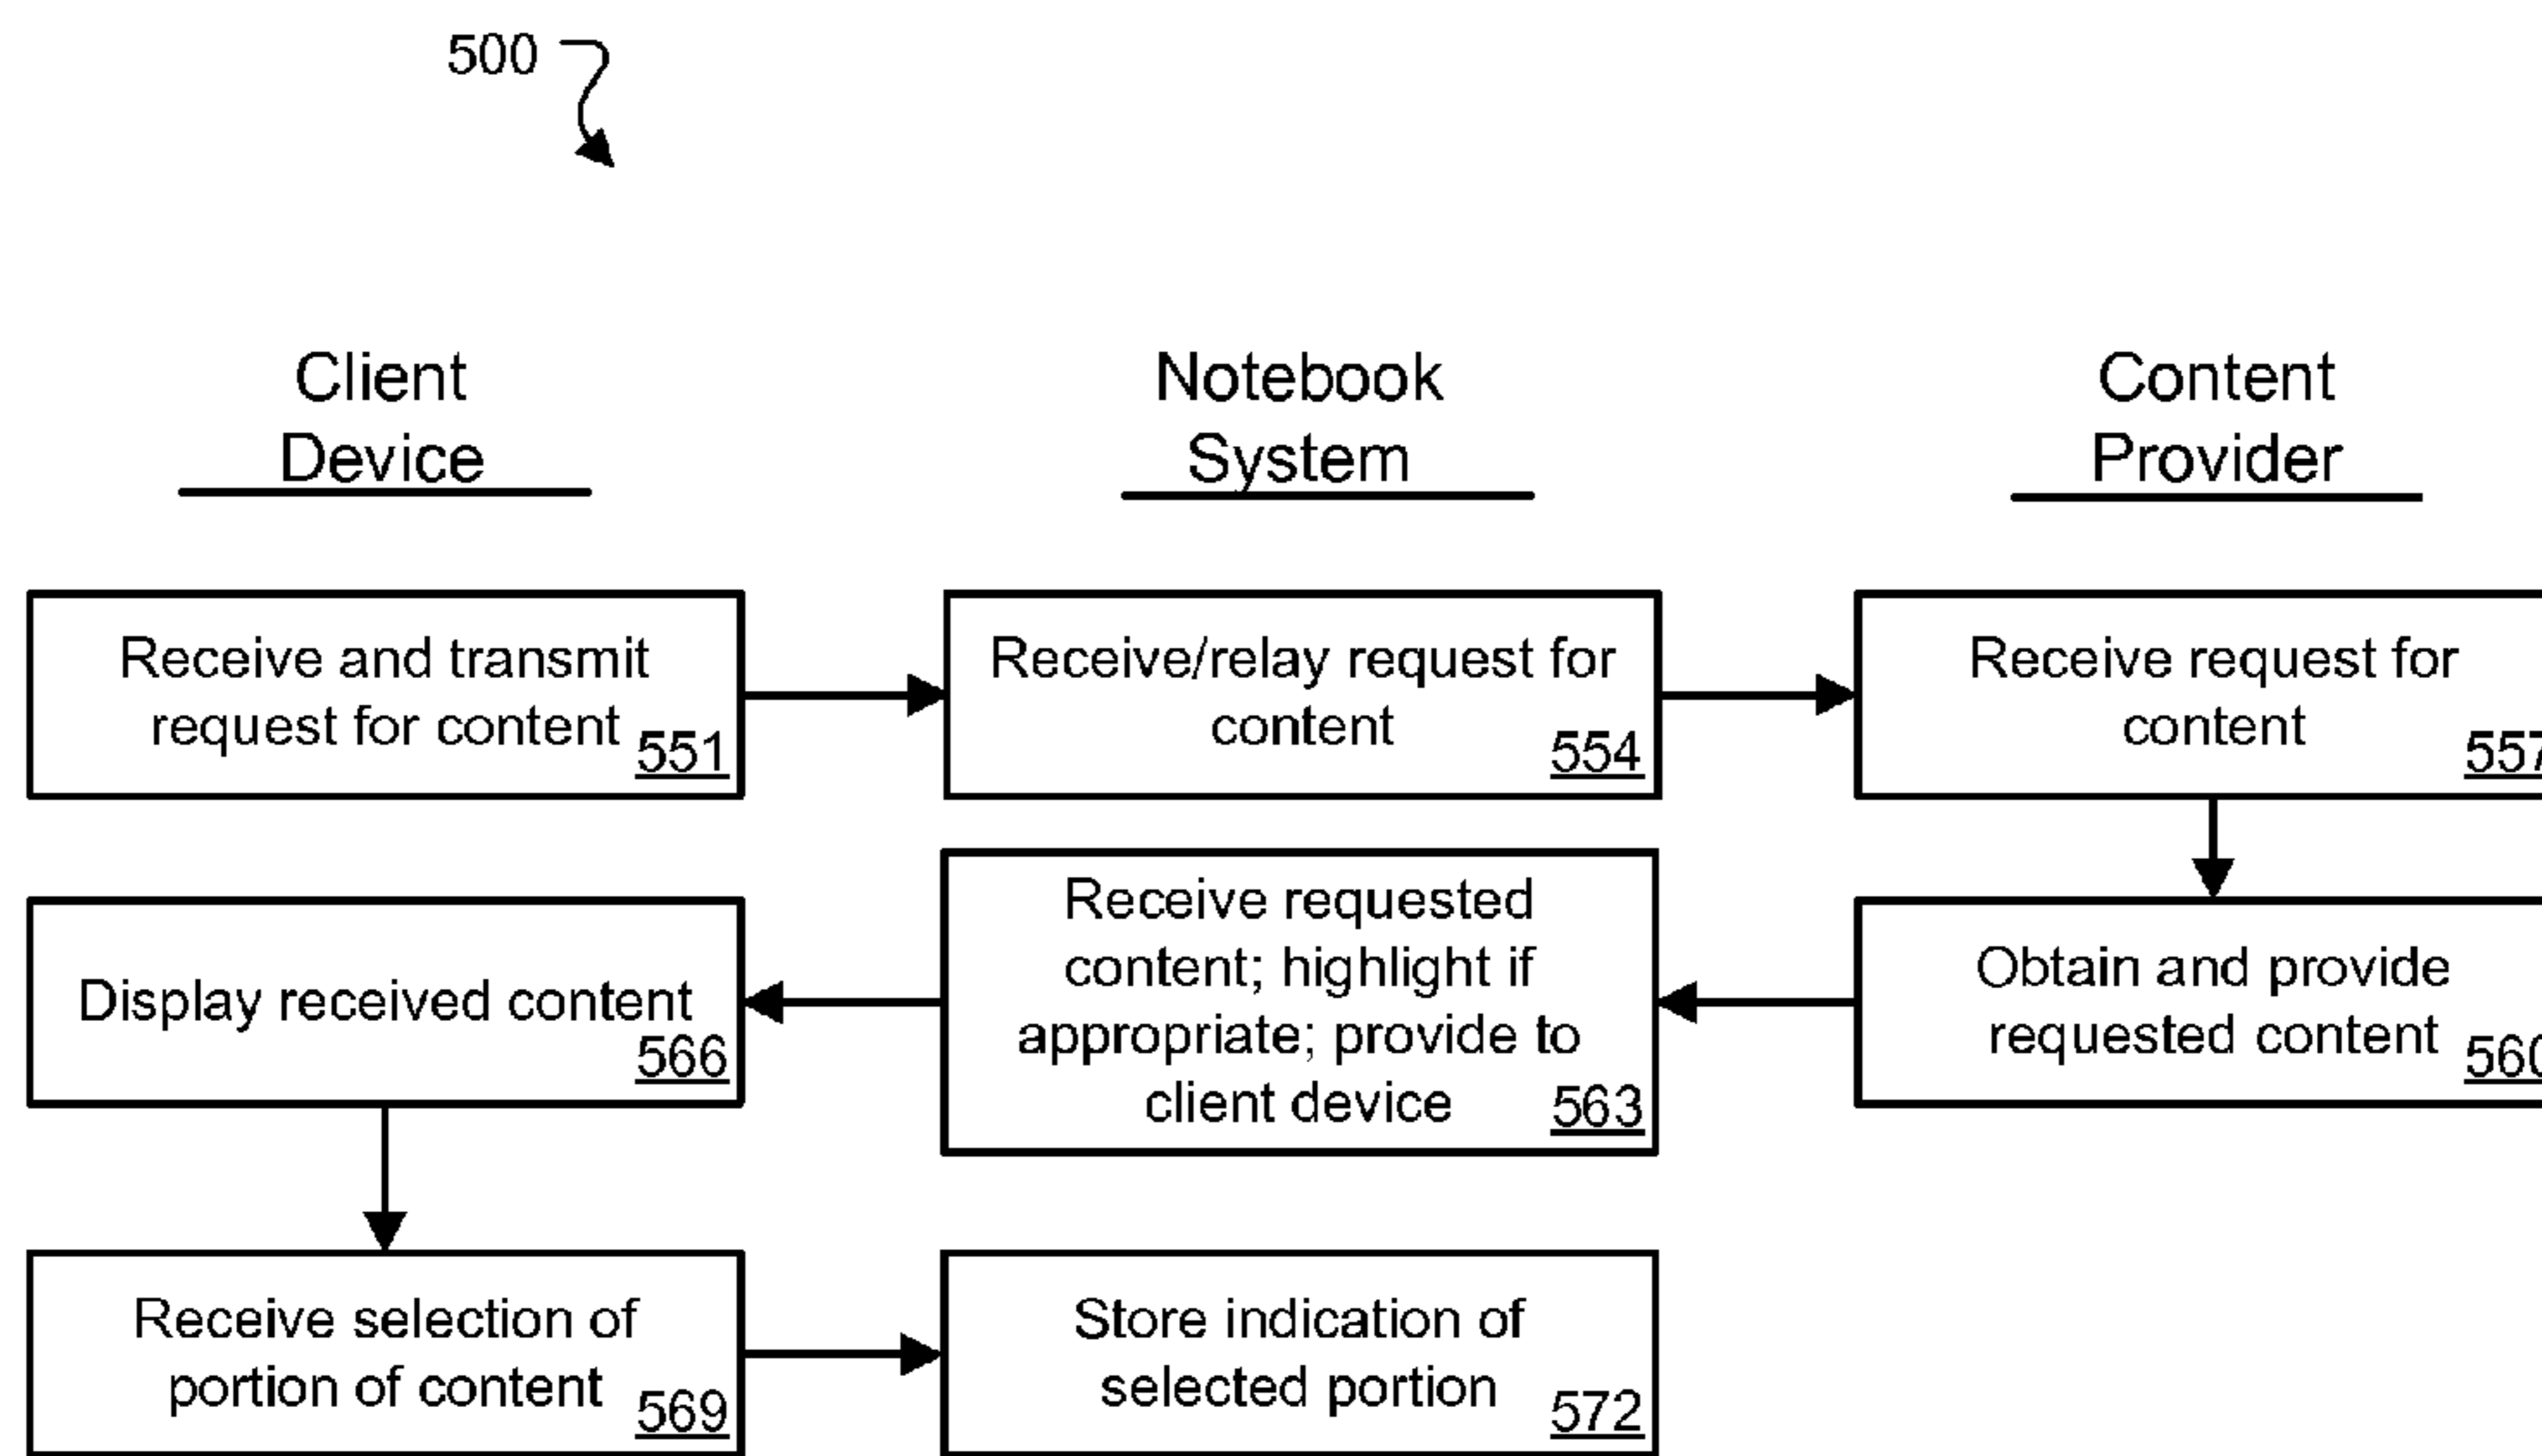 500
Client
Device
Notebook
System
Content
Provider
Receive and transmit
request for content
551
Receive/relay request for
content
554
Receive request for
content
557
Display received content
566
Receive requested
content; highlight if
appropriate; provide to
client device
563
Obtain and provide
requested content
560
Receive selection of
portion of content
569
Store indication of
selected portion
572